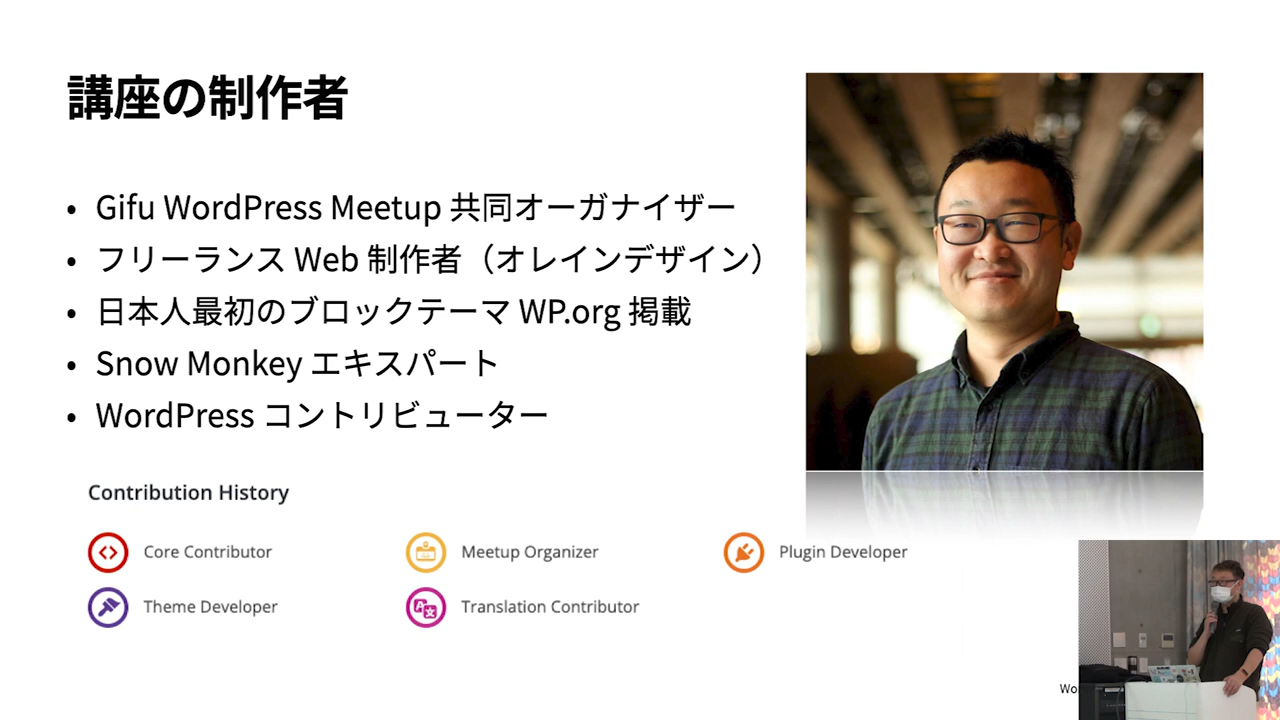 講座の制作者
• Gifu WordPress Meetup 共同オーガナイザー
• フリーランス Web 制作者（オレインデザイン）
• 日本人最初のブロックテーマ WP.org 掲載
• Snow Monkey エキスパート
• WordPress コントリビューター
Contribution History
Core Contributor
Meetup Organizer
Plugin Developer
Theme Developer
Translation Contributor